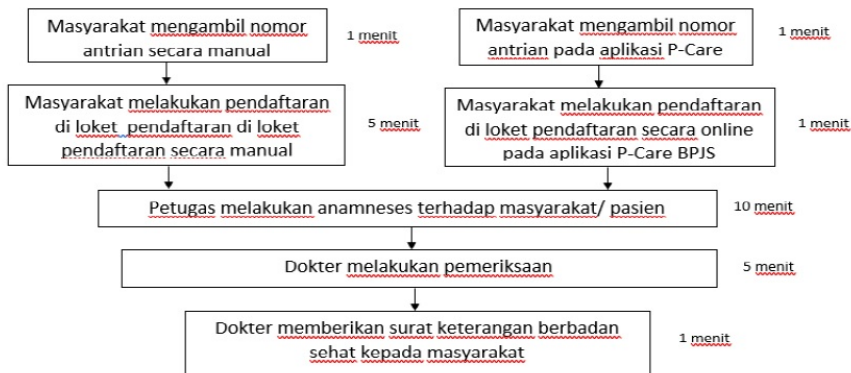 Masyarakat mengambil nomor
antrian secara manual
1 menit
Masyarakat mengambil nomor
antrian pada aplikasi P-Care
1 menit
Masyarakat melakukan pendaftaran
di loket pendaftaran di loket
pendaftaran secara manual
5 menit
Masyarakat melakukan pendaftaran
di loket pendaftaran secara online
pada aplikasi P-Care BPJS
1 menit
Petugas melakukan anamneses terhadap masyarakat/ pasien
10 menit
Dokter melakukan pemeriksaan
5 menit
Dokter memberikan surat keterangan berbadan
sehat kepada masyarakat
1 menit